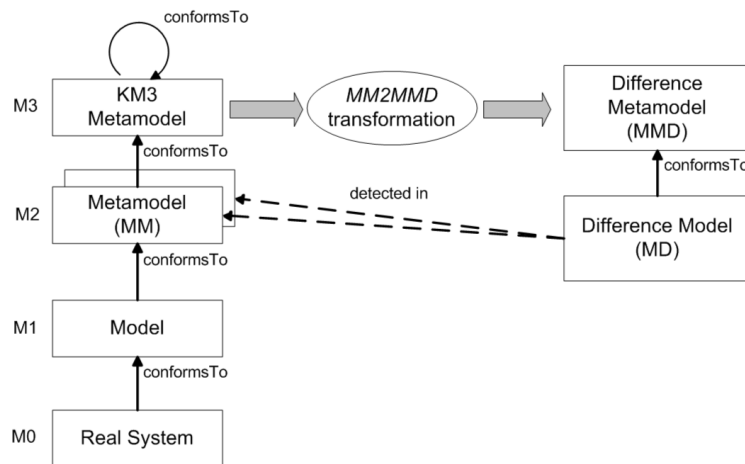 conformsTo
M3
KM3
Metamodel
MM2MMD
transformation
Difference
Metamodel
(MMD)
conformsTo
conformsTo
M2
Metamodel
(MM)
detected in
Difference Model
(MD)
conformsTo
M1
Model
conformsTo
M0
Real System